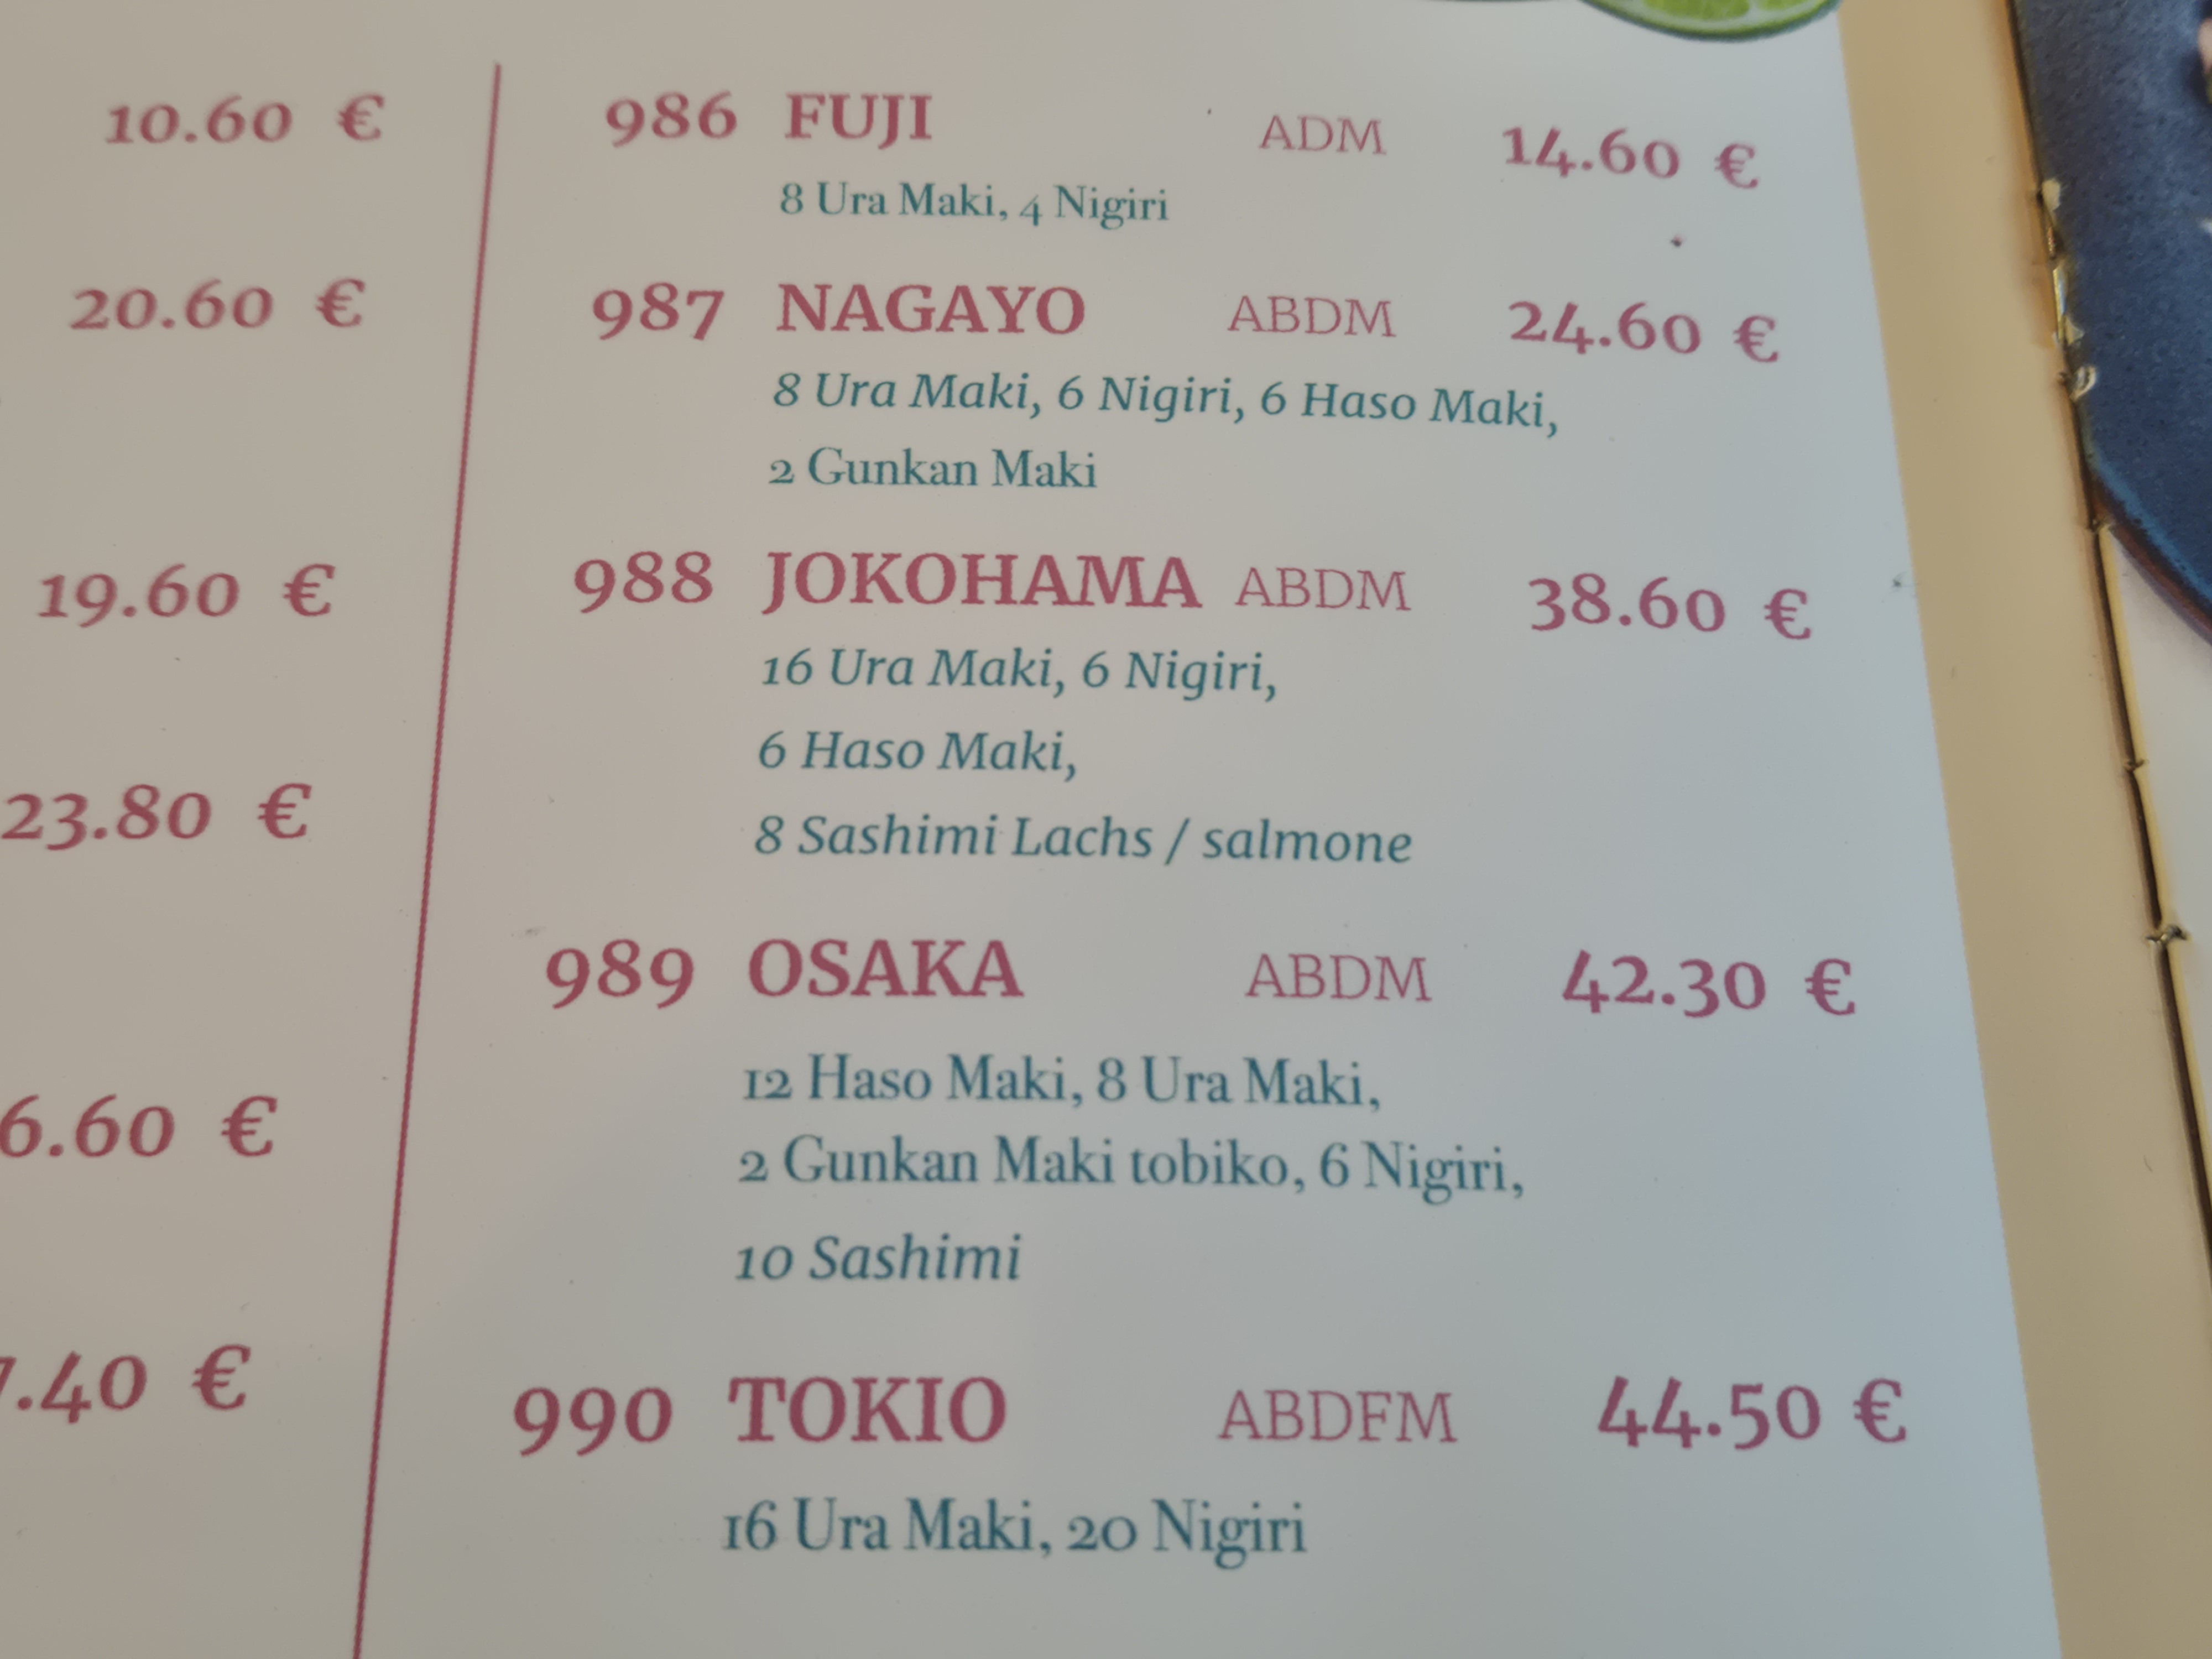 10.60 €
20.60 €
19.60 €
23.80 €
6.60 €
.40 €
986 FUJI ADM 14.60 €
8 Ura Maki, 4 Nigiri
987 NAGAYO ABDM 24.60 €
8 Ura Maki, 6 Nigiri, 6 Haso Maki,
2 Gunkan Maki
988 JOKOHAMA ABDM 38.60 €
16 Ura Maki, 6 Nigiri,
6 Haso Maki,
8 Sashimi Lachs / salmone
989 OSAKA ABDM 42.30 €
12 Haso Maki, 8 Ura Maki,
2 Gunkan Maki tobiko, 6 Nigiri,
10 Sashimi
990 TOKIO ABDFM 44.50 €
16 Ura Maki, 20 Nigiri